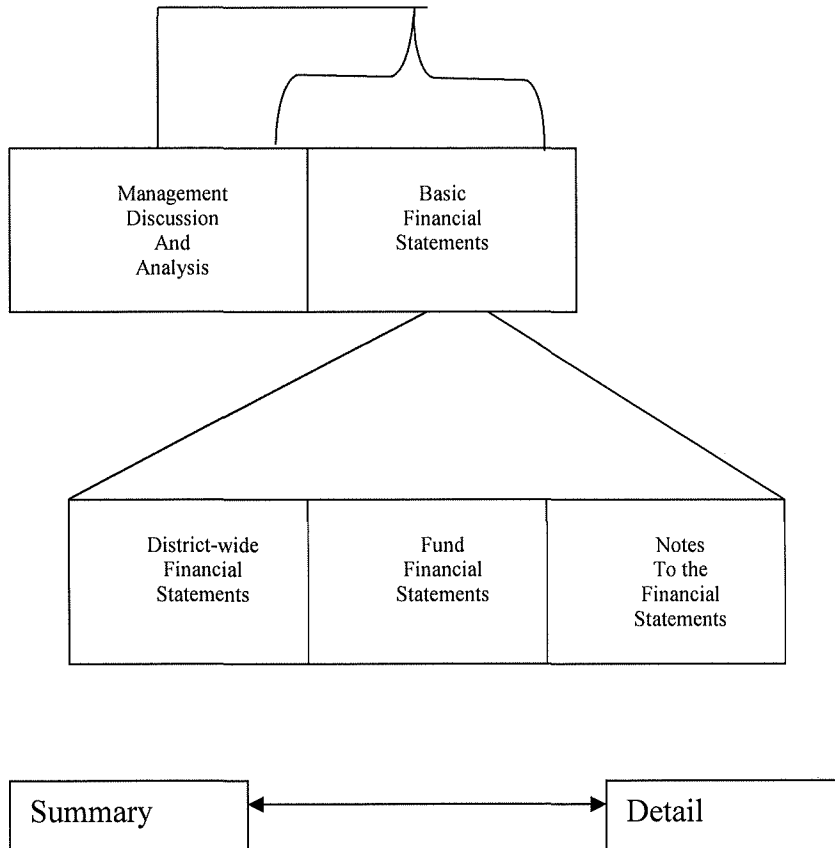 Management
Discussion
And
Analysis
Basic
Financial
Statements
District-wide
Financial
Statements
Fund
Financial
Statements
Notes
To the
Financial
Statements
Summary
Detail